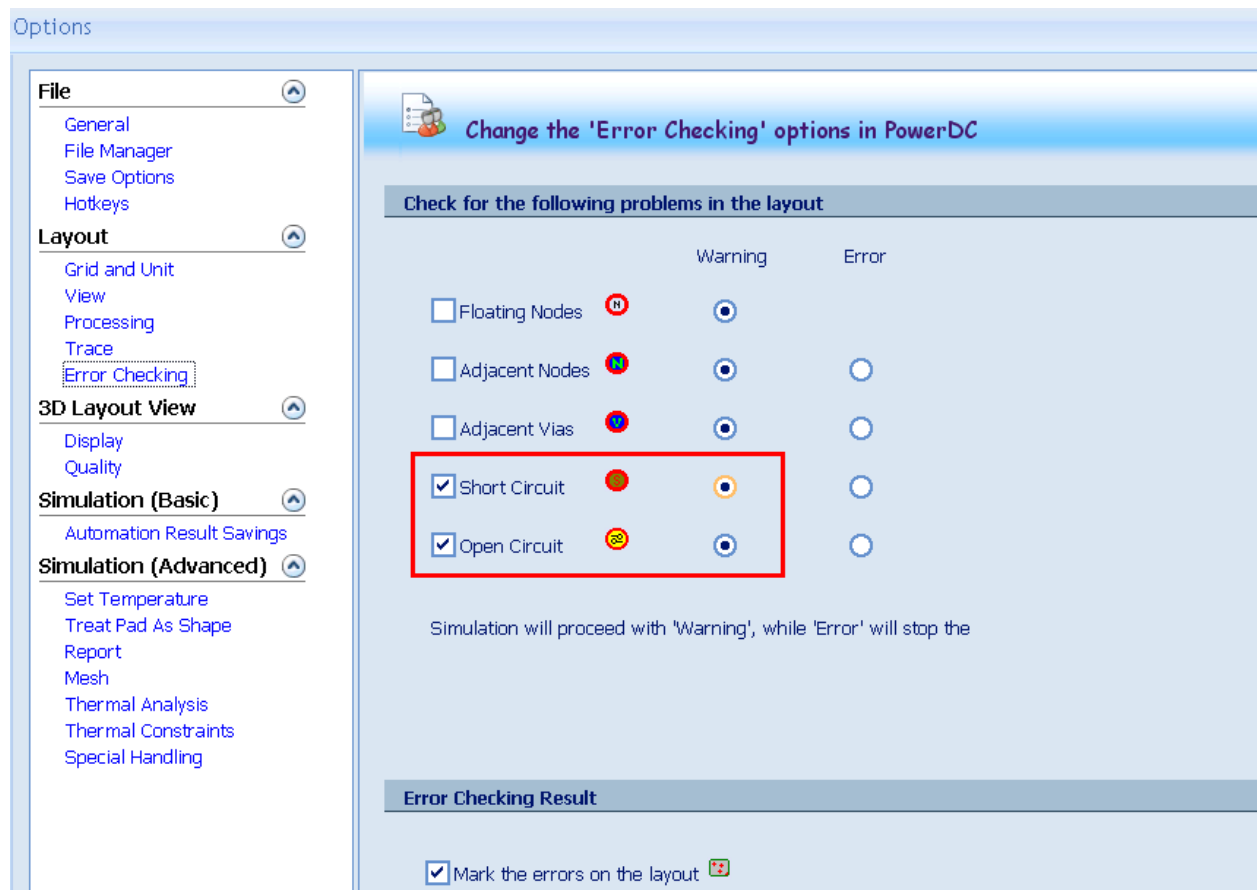 Options
File
General
File Manager
Save Options
Hotkeys
Layout
Grid and Unit
View
Processing
Trace
Error Checking
3D Layout View
Display
Quality
Simulation (Basic)
Automation Result Savings
Simulation (Advanced)
Set Temperature
Treat Pad As Shape
Report
Mesh
Thermal Analysis
Thermal Constraints
Special Handling
Change the 'Error Checking' options in PowerDC
Check for the following problems in the layout
Warning Error
Floating Nodes N
Adjacent Nodes N
Adjacent Vias V
Short Circuit S
Open Circuit
Simulation will proceed with 'Warning', while 'Error' will stop the
Error Checking Result
Mark the errors on the layout